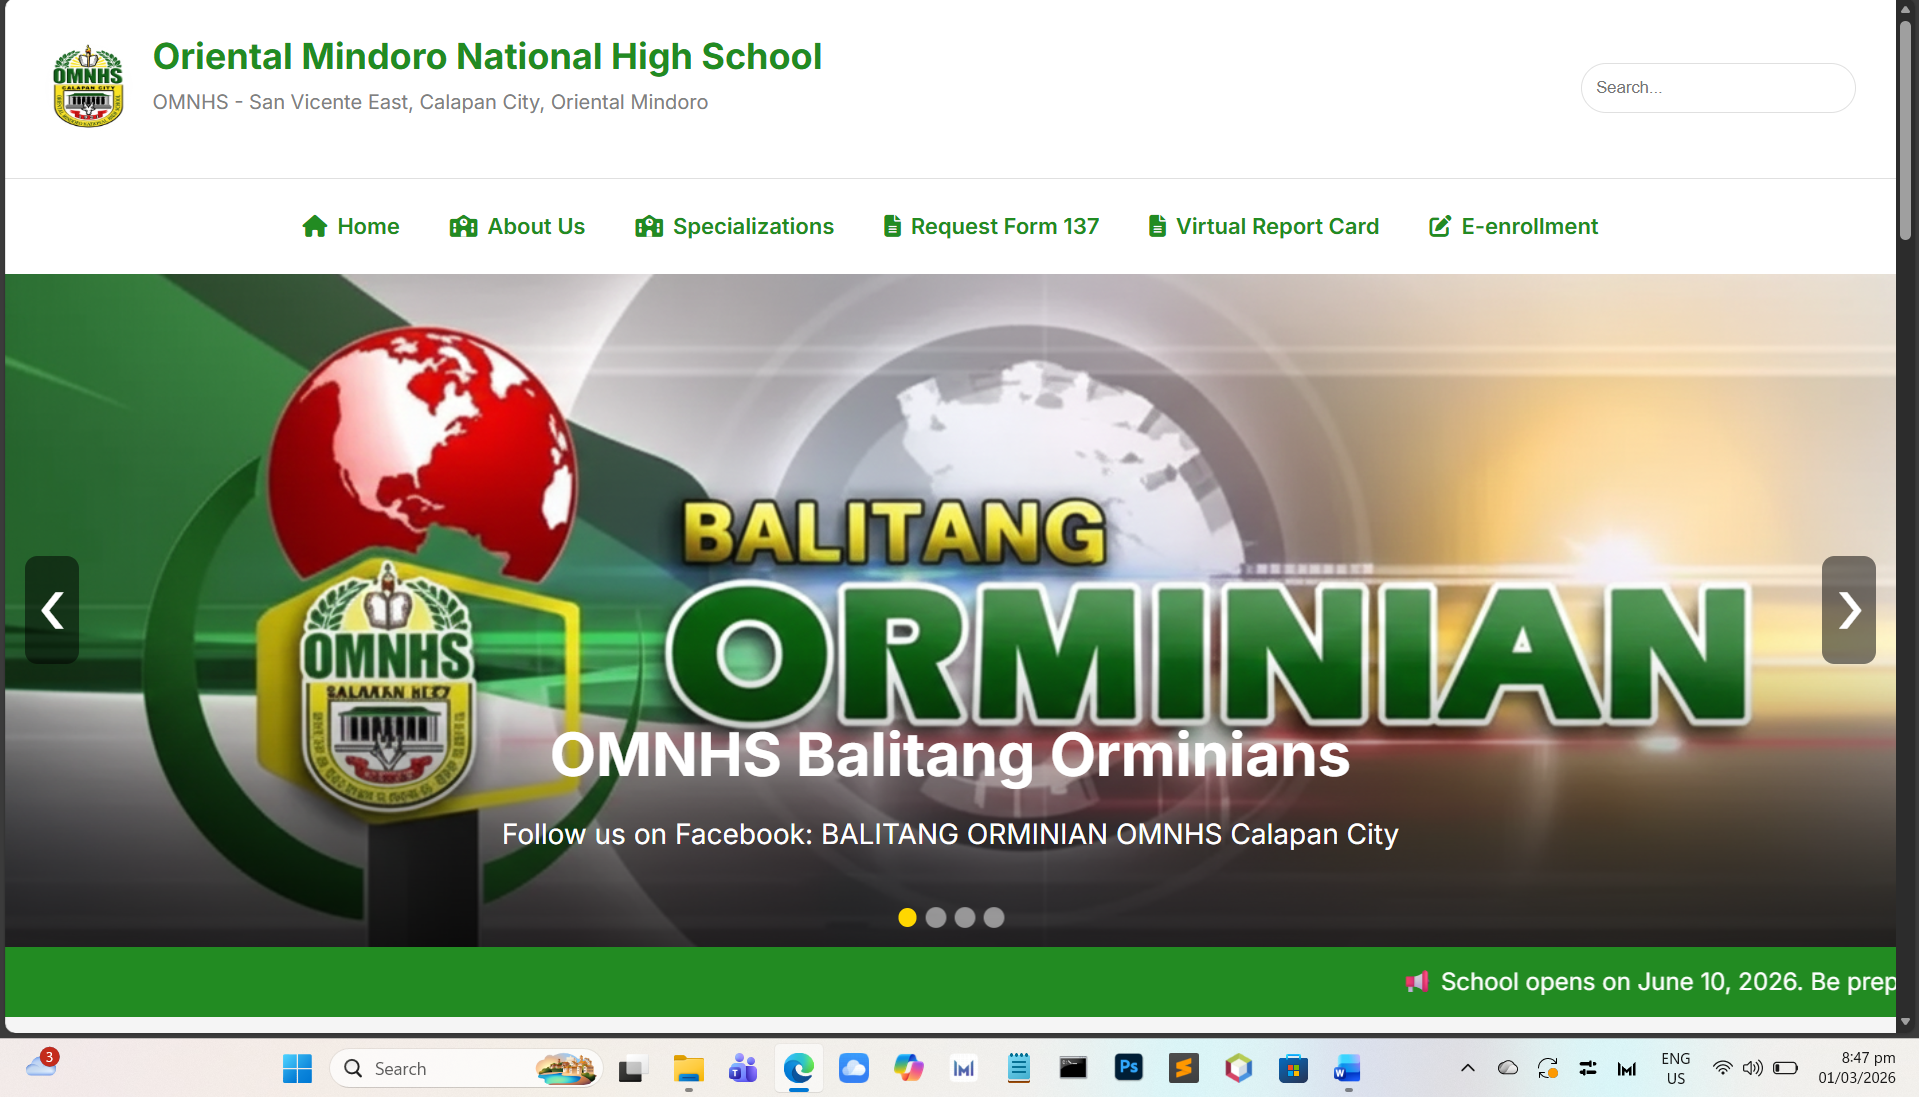 OMNHS
CALAPAN CITY
Oriental Mindoro National High School
OMNHS - San Vicente East, Calapan City, Oriental Mindoro
Search...
Home
About Us
Specializations
Request Form 137
Virtual Report Card
E-enrollment
BALITANG
ORMINIAN
OMNHS
❮
❯
OMNHS Balitang Orminians
Follow us on Facebook: BALITANG ORMINIAN OMNHS Calapan City
School opens on June 10, 2026. Be prep
3
Search
T
Ps
W
ENG
US
8:47 pm
01/03/2026